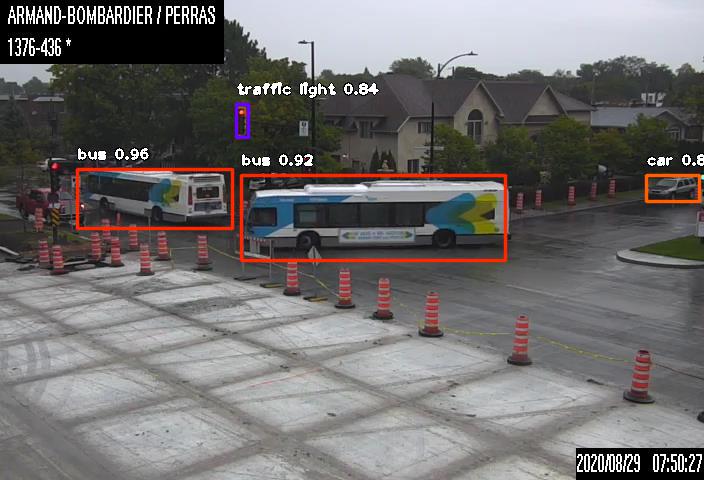 ARMAND-BOMBARDIER / PERRAS
1376-436 *
traffic light 0.84
bus 0.96
bus 0.92
car 0.8
2020/08/29 07:50:27